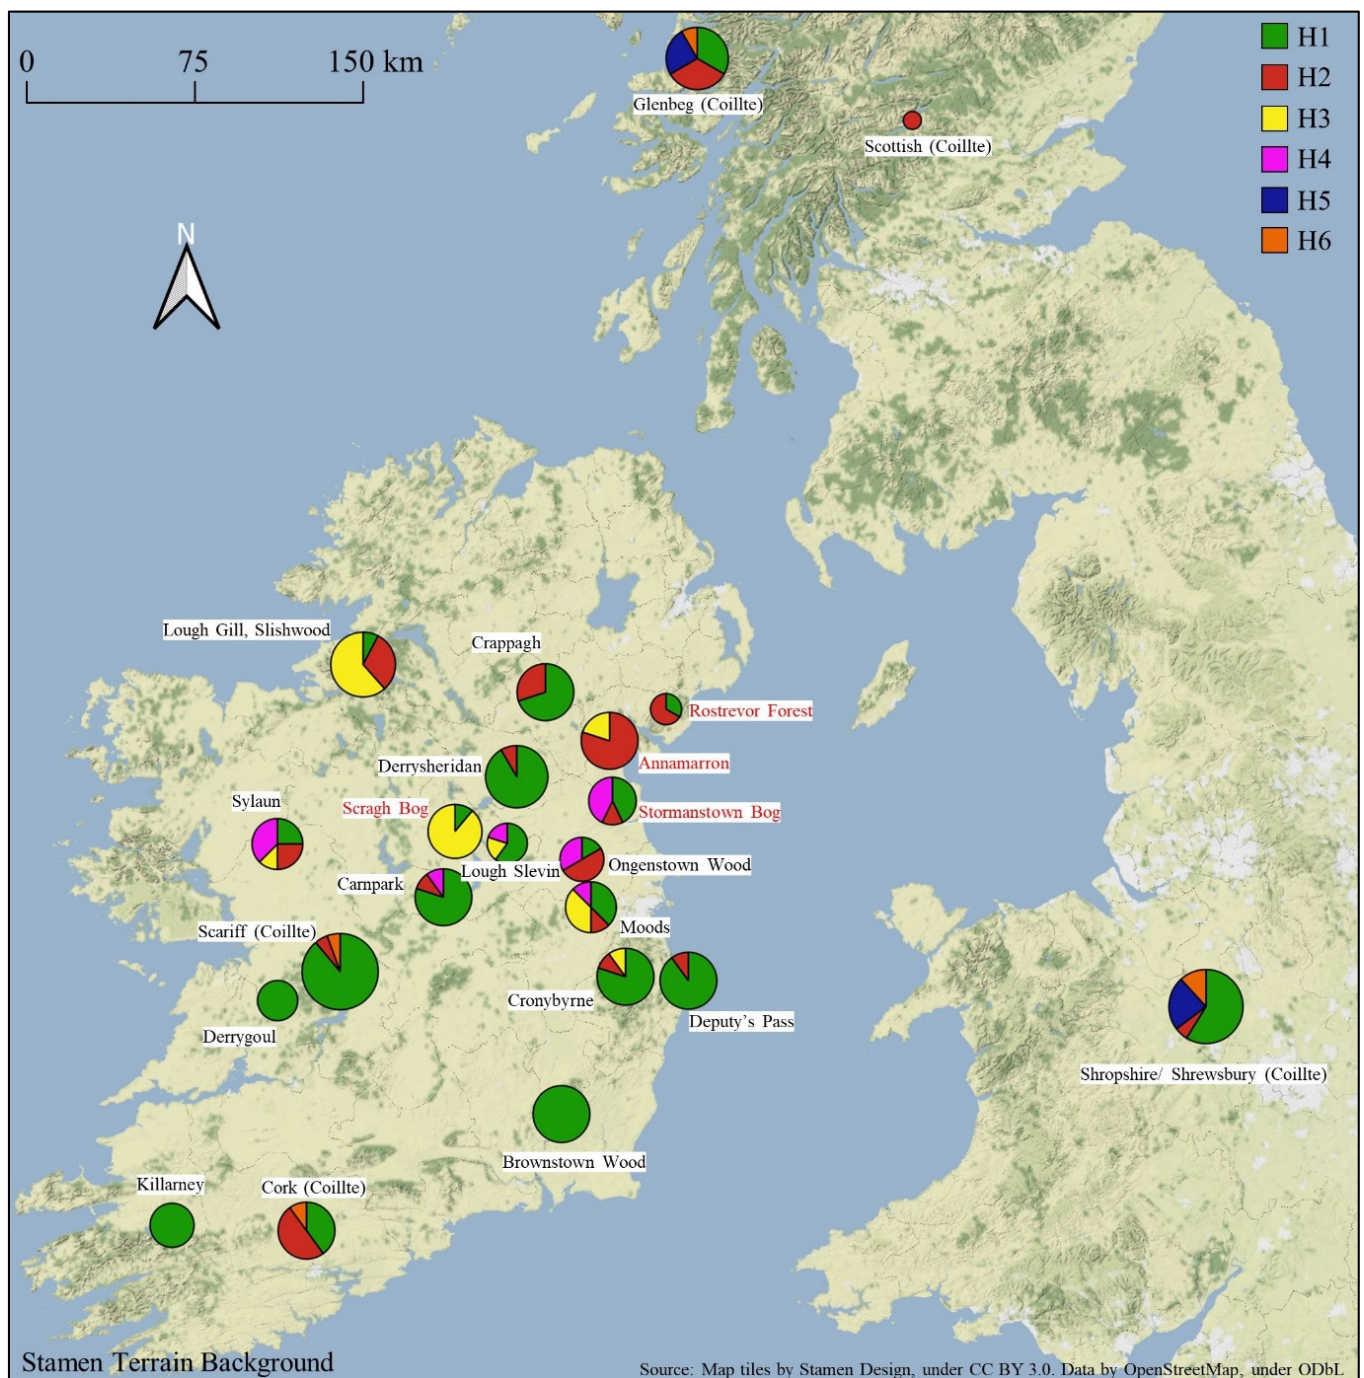 0 75 150 km
H1
H2
H3
H4
H5
H6
Glenbeg (Coillte)
Scottish (Coillte)
N
Lough Gill, Slishwood
Crappagh
Rostrevor Forest
Annamarron
Derrysheridan
Sylaun
Scragh Bog
Stormanstown Bog
Lough Slevin
Ongenstown Wood
Carnpark
Moods
Scariff (Coillte)
Cronybyrne
Deputy’s Pass
Derrygoul
Shropshire/ Shrewsbury (Coillte)
Brownstown Wood
Killarney
Cork (Coillte)
Stamen Terrain Background
Source: Map tiles by Stamen Design, under CC BY 3.0. Data by OpenStreetMap, under ODbL